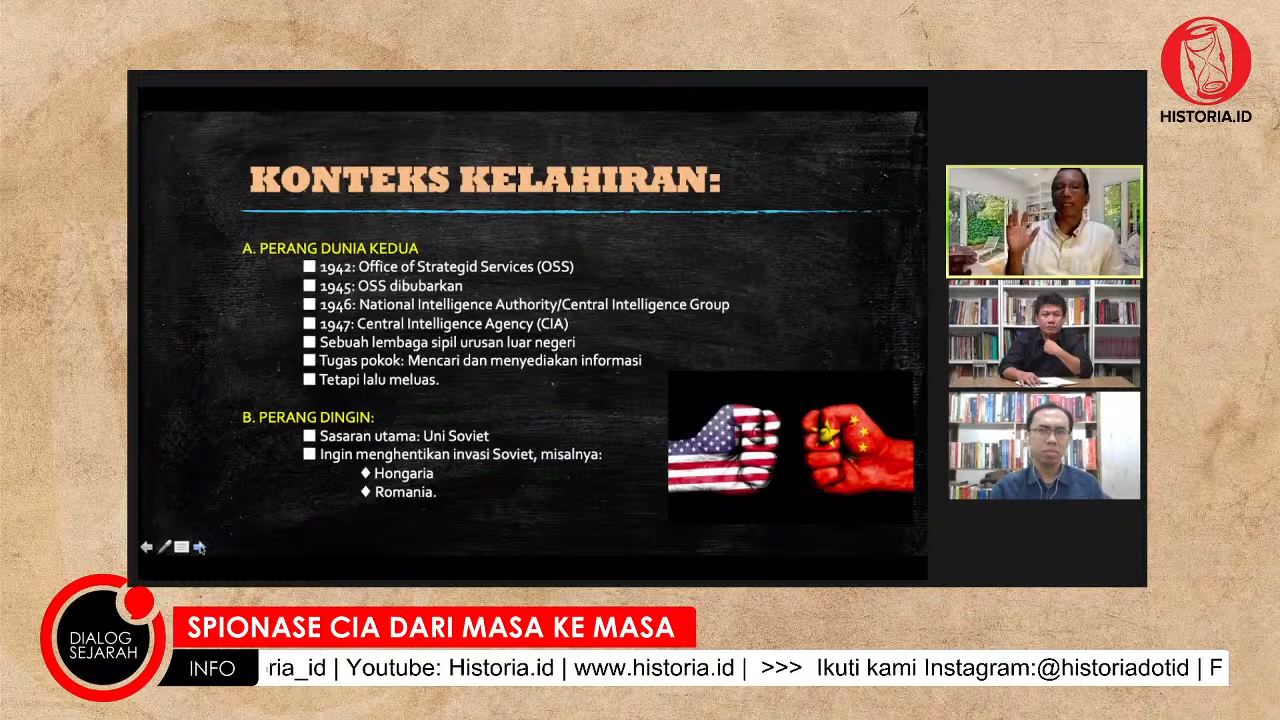 HISTORIA.ID
KONTEKS KELAHIRAN:
A. PERANG DUNIA KEDUA
1942: Office of Strategid Services (OSS)
1945: OSS dibubarkan
1946: National Intelligence Authority/Central Intelligence Group
1947: Central Intelligence Agency (CIA)
Sebuah lembaga sipil urusan luar negeri
Tugas pokok: Mencari dan menyediakan informasi
Tetapi lalu meluas.
B. PERANG DINGIN:
Sasaran utama: Uni Soviet
Ingin menghentikan invasi Soviet, misalnya:
Hongaria
Romania.
DIALOG
SEJARAH
SPIONASE CIA DARI MASA KE MASA
INFO
ria_id | Youtube: Historia.id | www.historia.id | >>> Ikuti kami Instagram:@historiadotid | F